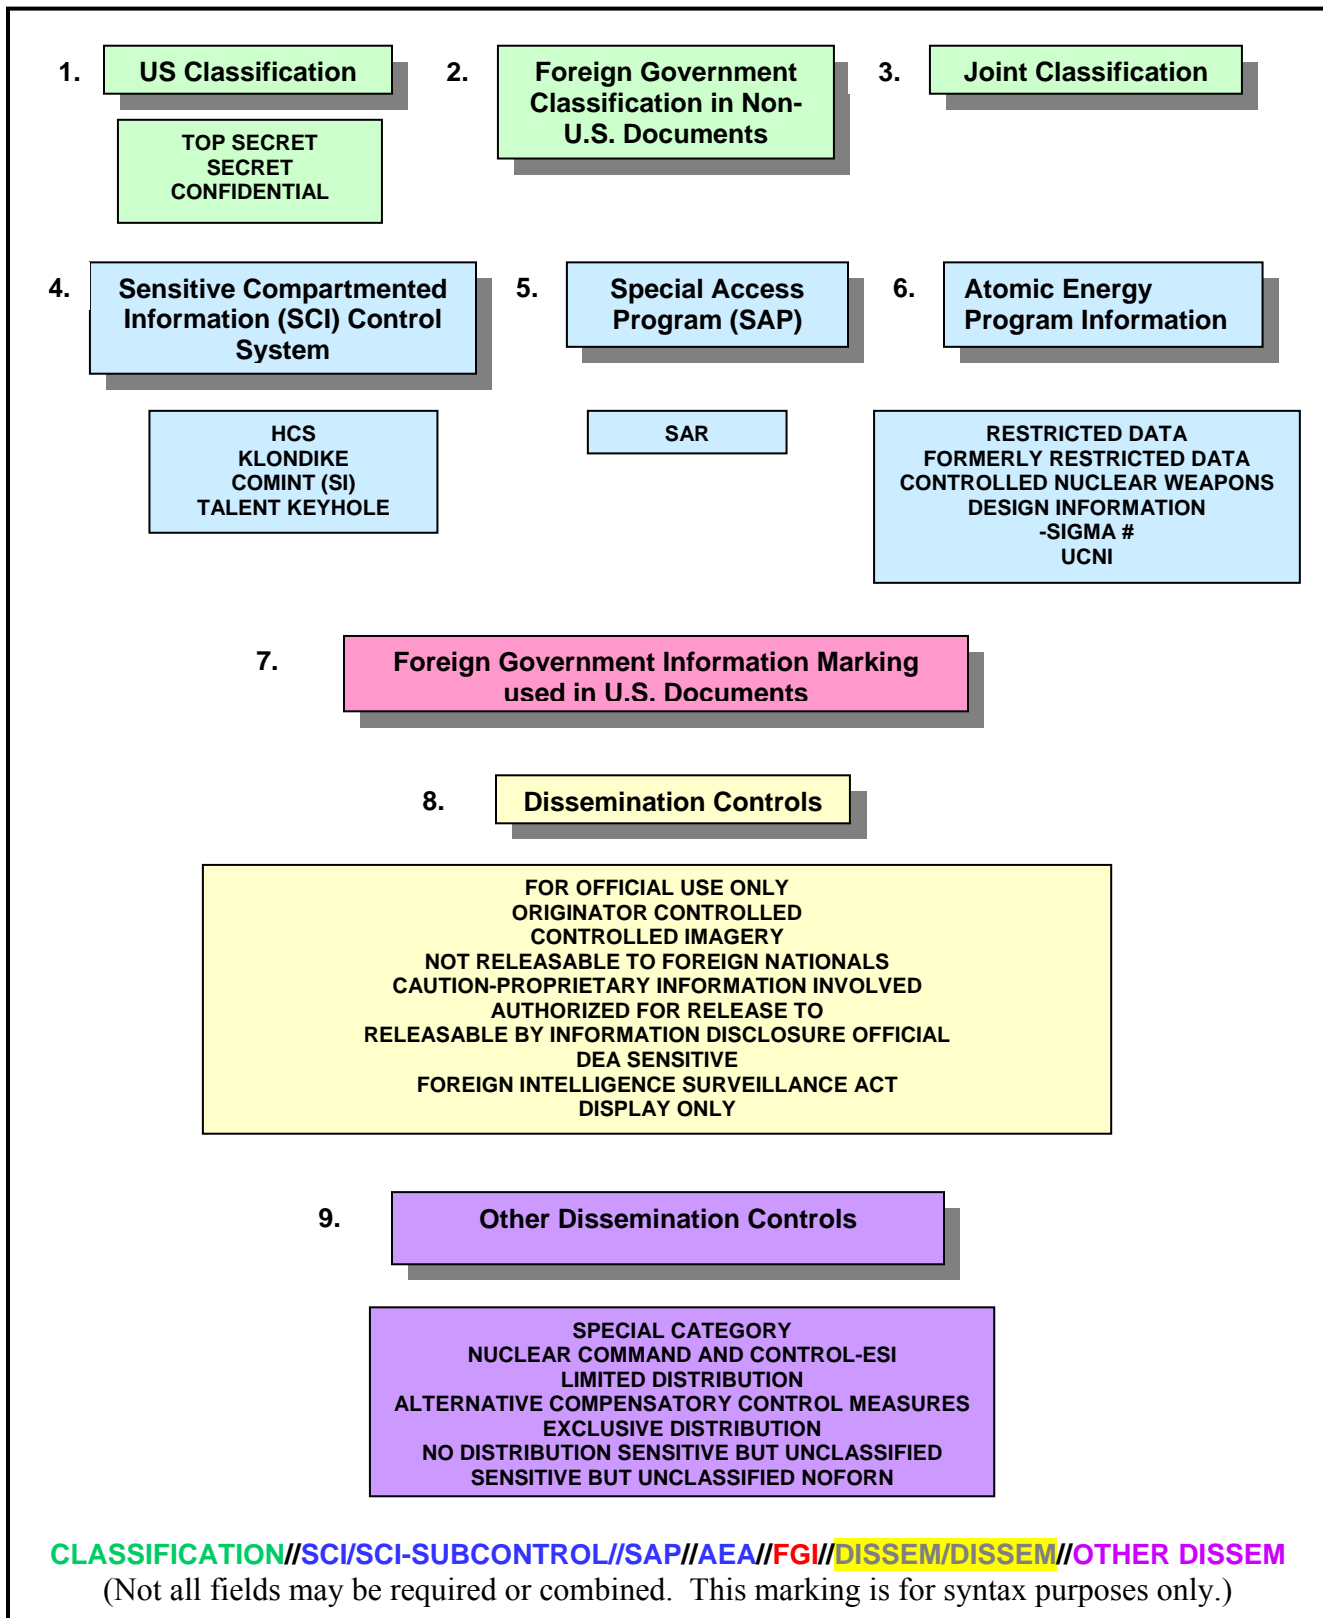 1. US Classification
TOP SECRET
SECRET
CONFIDENTIAL
2. Foreign Government
Classification in Non-
U.S. Documents
3. Joint Classification
4. Sensitive Compartmented
Information (SCI) Control
System
HCS
KLONDIKE
COMINT (SI)
TALENT KEYHOLE
5. Special Access
Program (SAP)
SAR
6. Atomic Energy
Program Information
RESTRICTED DATA
FORMERLY RESTRICTED DATA
CONTROLLED NUCLEAR WEAPONS
DESIGN INFORMATION
-SIGMA #
UCNI
7. Foreign Government Information Marking
used in U.S. Documents
8. Dissemination Controls
FOR OFFICIAL USE ONLY
ORIGINATOR CONTROLLED
CONTROLLED IMAGERY
NOT RELEASABLE TO FOREIGN NATIONALS
CAUTION-PROPRIETARY INFORMATION INVOLVED
AUTHORIZED FOR RELEASE TO
RELEASABLE BY INFORMATION DISCLOSURE OFFICIAL
DEA SENSITIVE
FOREIGN INTELLIGENCE SURVEILLANCE ACT
DISPLAY ONLY
9. Other Dissemination Controls
SPECIAL CATEGORY
NUCLEAR COMMAND AND CONTROL-ESI
LIMITED DISTRIBUTION
ALTERNATIVE COMPENSATORY CONTROL MEASURES
EXCLUSIVE DISTRIBUTION
NO DISTRIBUTION SENSITIVE BUT UNCLASSIFIED
SENSITIVE BUT UNCLASSIFIED NOFORN
CLASSIFICATION//SCI/SCI-SUBCONTROL//SAP//AEA//FGI//DISSEM/DISSEM//OTHER DISSEM
(Not all fields may be required or combined. This marking is for syntax purposes only.)